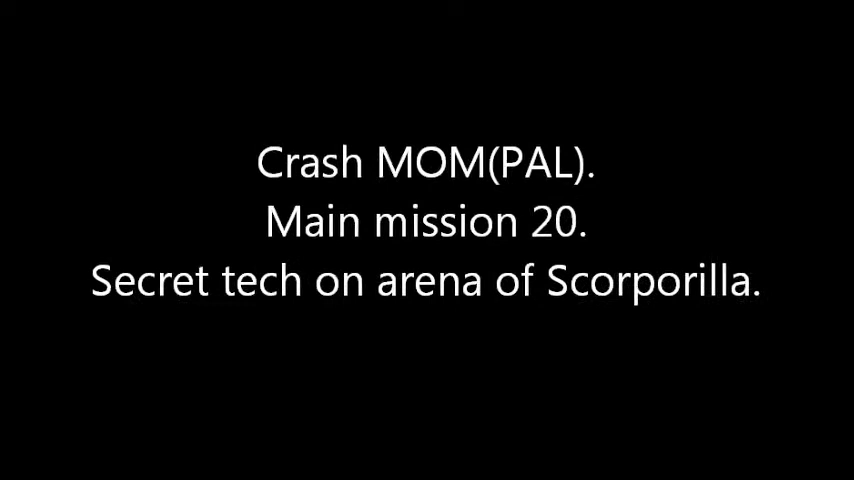 Crash MOM(PAL).
Main mission 20.
Secret tech on arena of Scorporilla.